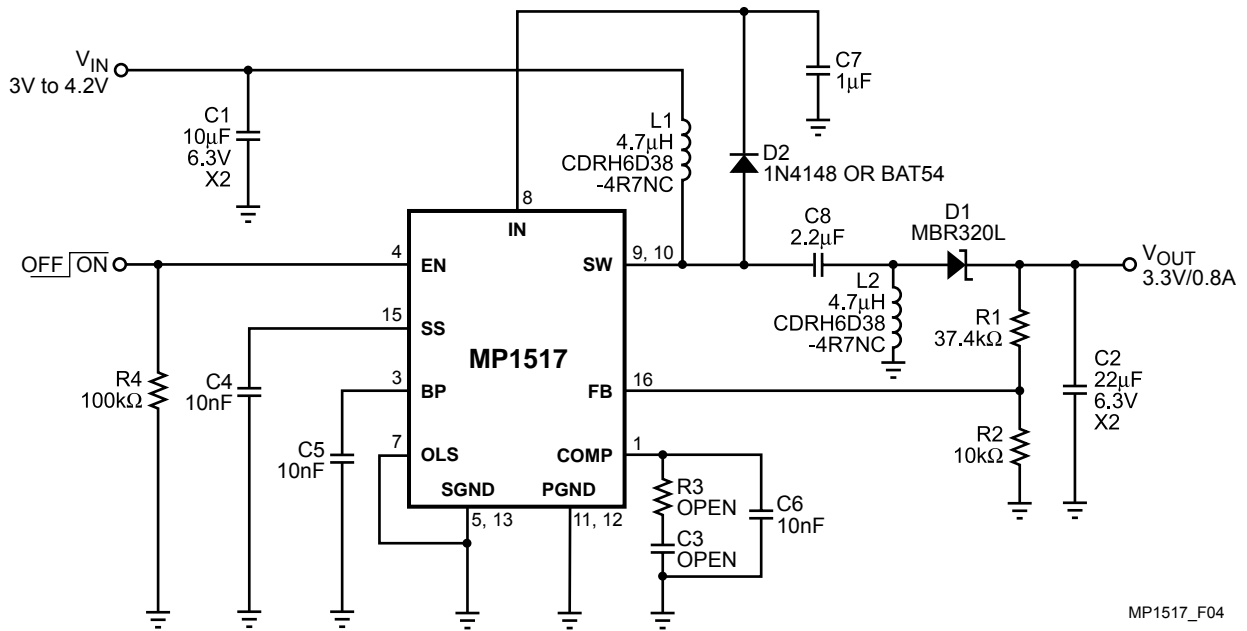 VIN
3V to 4.2V
C1
10µF
6.3V
X2
C7
1µF
L1
4.7µH
CDRH6D38
-4R7NC
D2
1N4148 OR BAT54
8
IN
C8
2.2µF
D1
MBR320L
OFF ON
4
EN
SW
9, 10
VOUT
3.3V/0.8A
L2
4.7µH
CDRH6D38
-4R7NC
15
SS
R1
37.4kΩ
MP1517
C2
22µF
6.3V
X2
R4
100kΩ
C4
10nF
3
BP
FB
16
C5
10nF
7
OLS
COMP
1
R2
10kΩ
SGND
PGND
5, 13
11, 12
R3
OPEN
C6
10nF
C3
OPEN
MP1517_F04